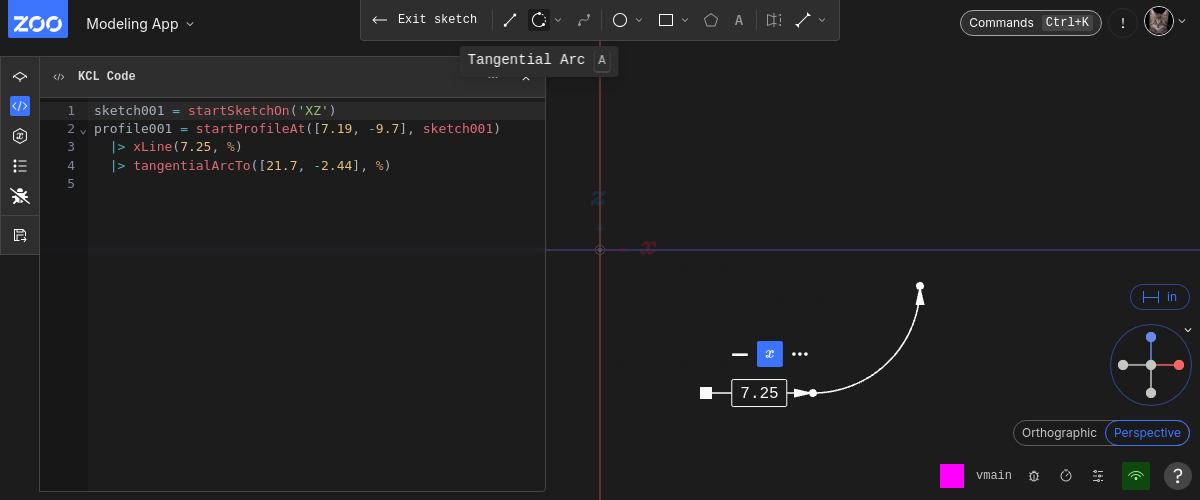 ZOO
Modeling App
Exit sketch
A
Commands Ctrl+K
!
Tangential Arc A
KCL Code
1 sketch001 = startSketchOn('XZ')
2 profile001 = startProfileAt([7.19, -9.7], sketch001)
3 |> xLine(7.25, %)
4 |> tangentialArcTo([21.7, -2.44], %)
5
z
x
in
x
7.25
Orthographic Perspective
vmain
?